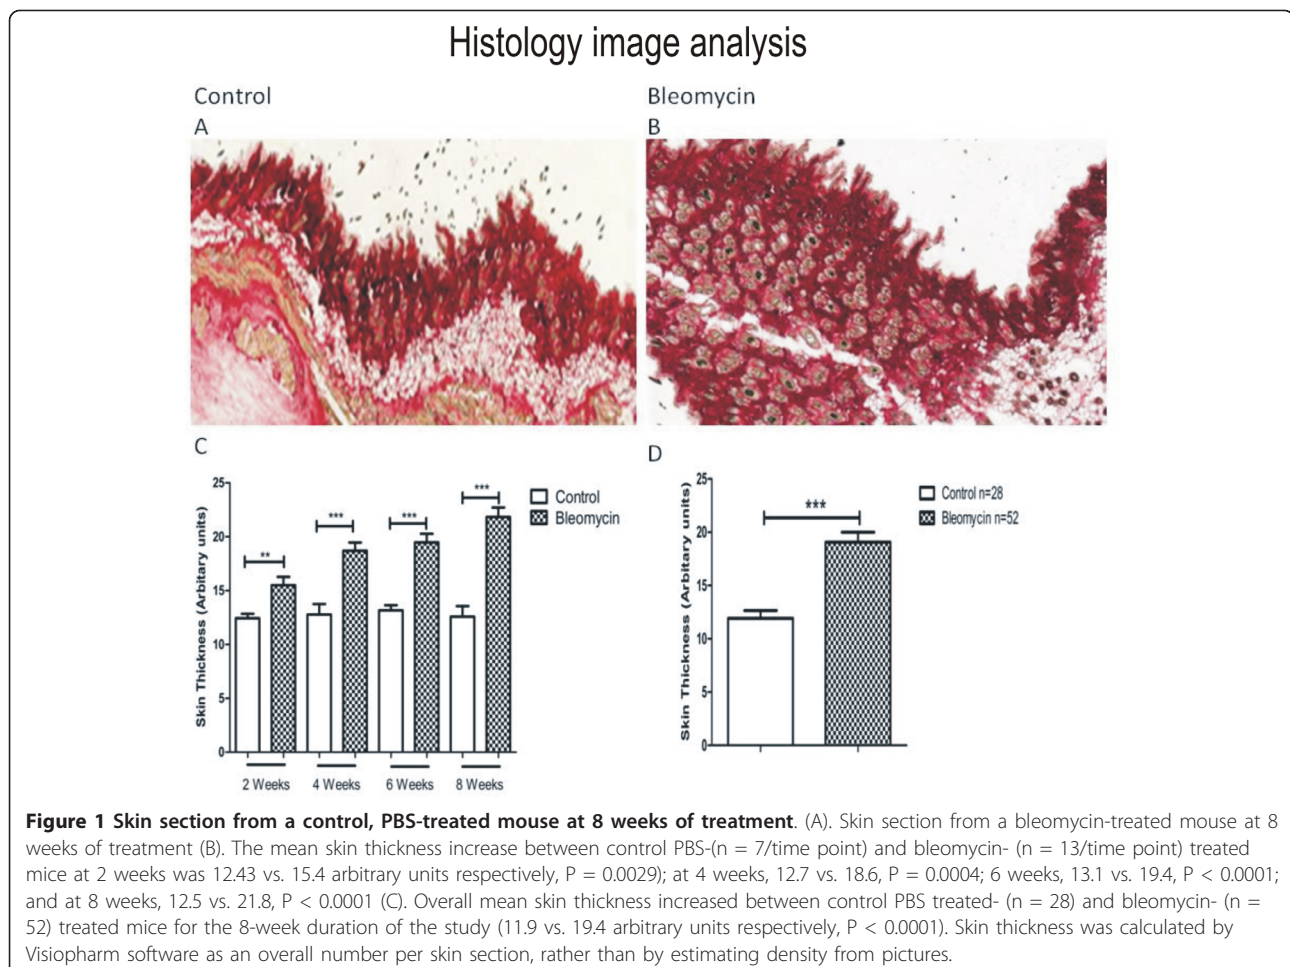 Histology image analysis
Control
Bleomycin
A
B
C
D
Skin Thickness (Arbitary units)
25
20
15
10
5
0
**
***
***
***
Control
Bleomycin
2 Weeks
4 Weeks
6 Weeks
8 Weeks
Skin Thickness (Arbitary units)
25
20
15
10
5
0
***
Control n=28
Bleomycin n=52
Figure 1 Skin section from a control, PBS-treated mouse at 8 weeks of treatment. (A). Skin section from a bleomycin-treated mouse at 8
weeks of treatment (B). The mean skin thickness increase between control PBS-(n = 7/time point) and bleomycin- (n = 13/time point) treated
mice at 2 weeks was 12.43 vs. 15.4 arbitrary units respectively, P = 0.0029); at 4 weeks, 12.7 vs. 18.6, P = 0.0004; 6 weeks, 13.1 vs. 19.4, P < 0.0001;
and at 8 weeks, 12.5 vs. 21.8, P < 0.0001 (C). Overall mean skin thickness increased between control PBS treated- (n = 28) and bleomycin- (n =
52) treated mice for the 8-week duration of the study (11.9 vs. 19.4 arbitrary units respectively, P < 0.0001). Skin thickness was calculated by
Visiopharm software as an overall number per skin section, rather than by estimating density from pictures.